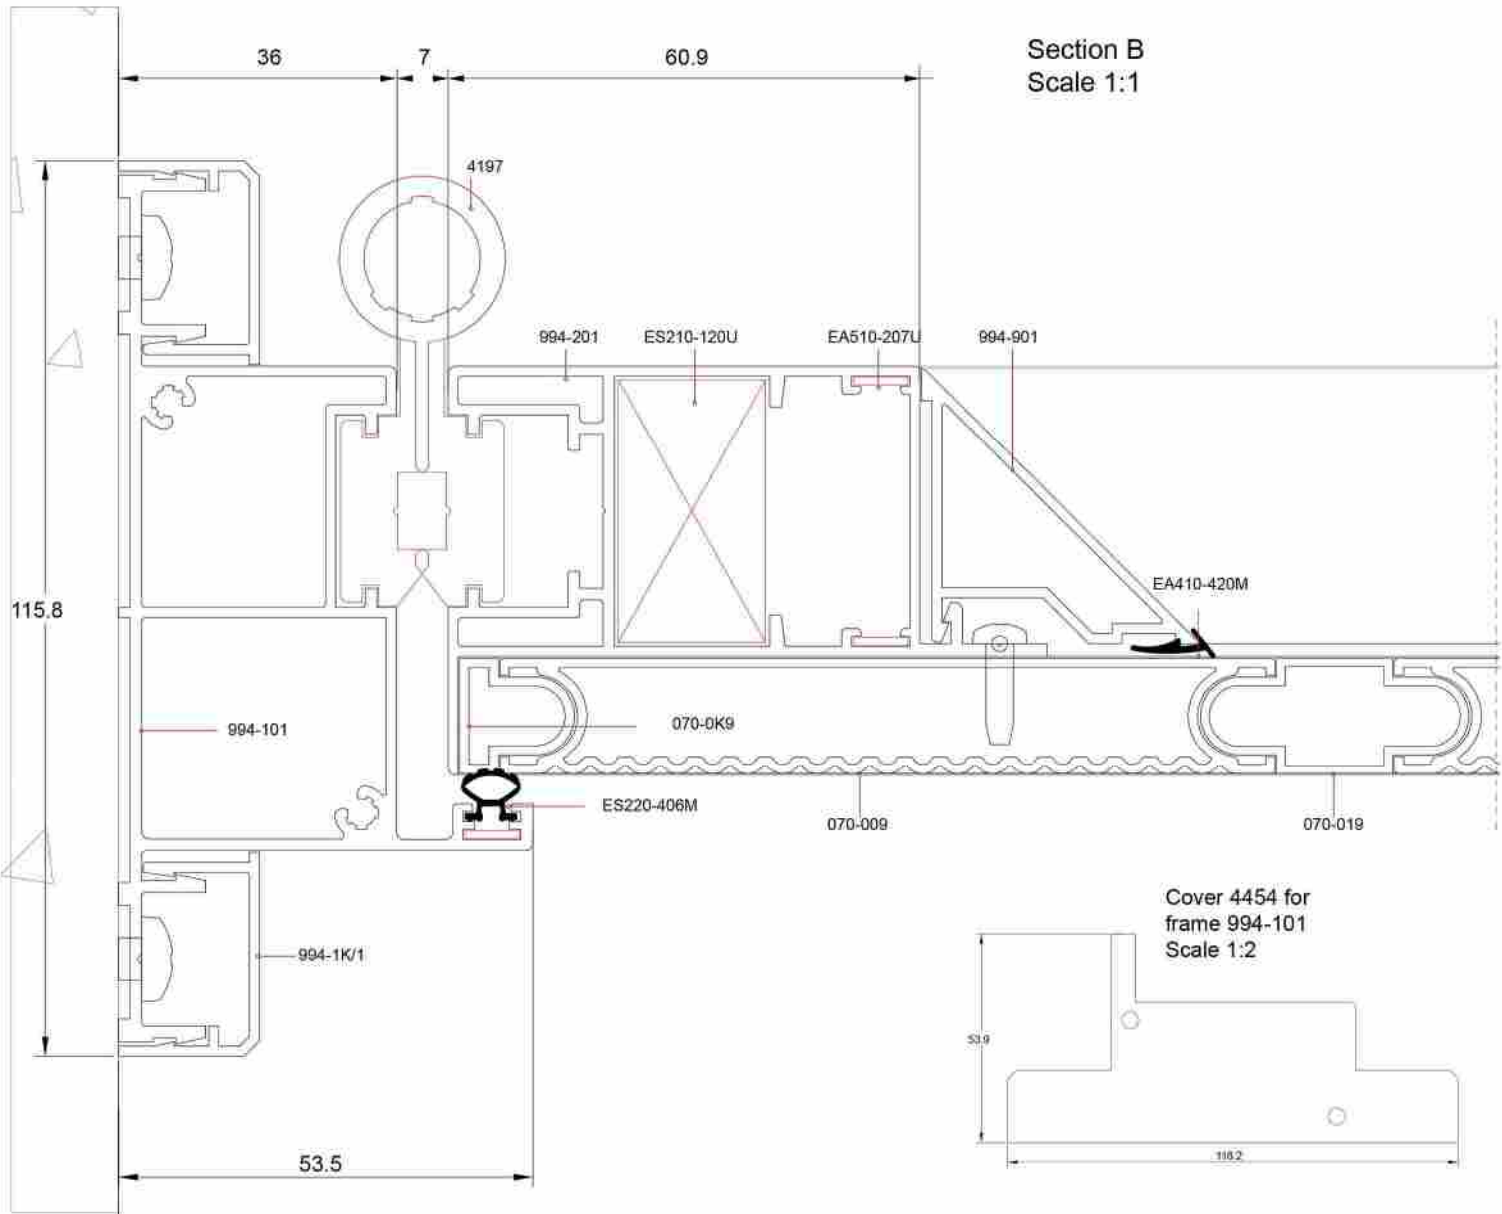 36
7
60.9
Section B
Scale 1:1
4197
994-201
ES210-120U
EA510-207U
994-901
EA410-420M
115.8
994-101
070-0K9
ES220-406M
070-009
070-019
Cover 4454 for
frame 994-101
Scale 1:2
994-1K/1
53.9
116.2
53.5